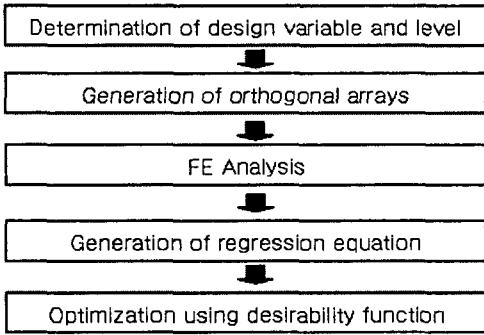 Determination of design variable and level
Generation of orthogonal arrays
FE Analysis
Generation of regression equation
Optimization using desirability function